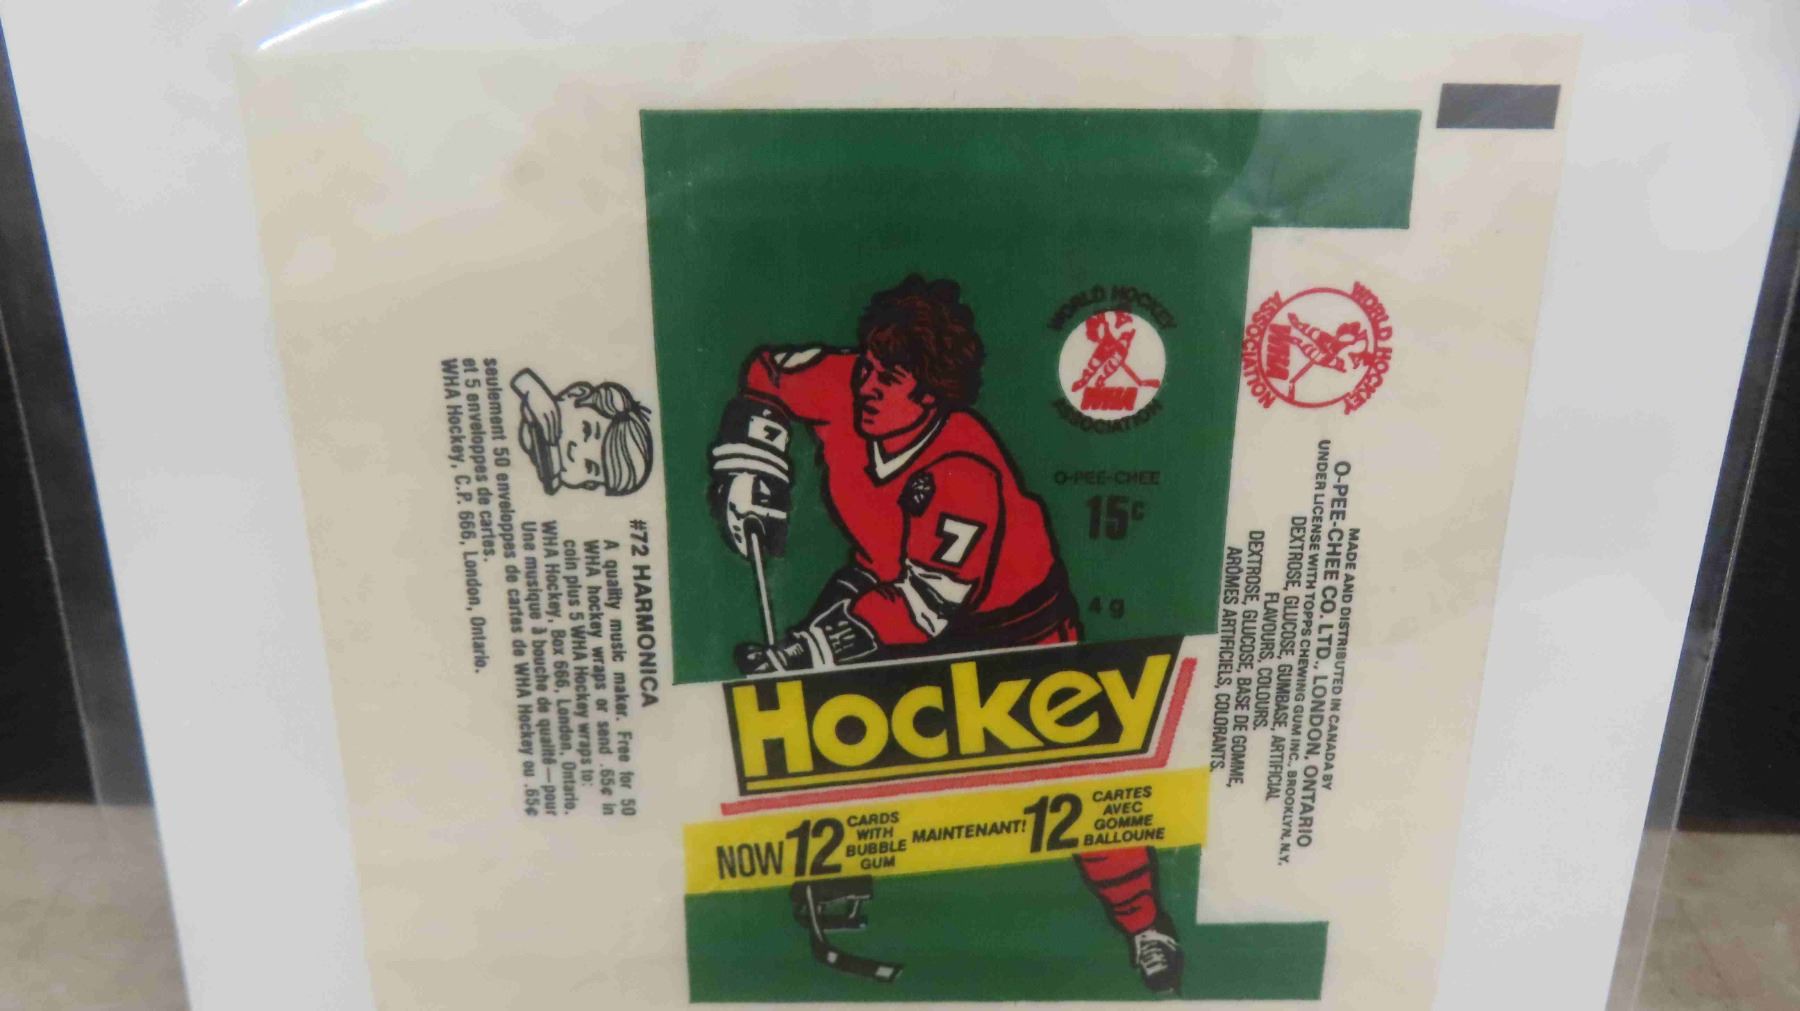 #72 HARMONICA
A quality music maker. Free for 50
WHA hockey wraps or send .65¢ in
coin plus 5 WHA Hockey wraps to:
WHA Hockey, Box 666, London, Ontario.
Une musique à bouche de qualité—pour
seulement 50 enveloppes de cartes de WHA Hockey ou .65¢
et 5 enveloppes de cartes.
WHA Hockey, C.P. 666, London, Ontario.
WORLD HOCKEY
WHA
ASSOCIATION
O-PEE-CHEE
15¢
4 g
7
7
Hockey
NOW 12 CARDS
WITH
BUBBLE
GUM
MAINTENANT! 12 CARTES
AVEC
GOMME
BALLOUNE
WORLD HOCKEY
WHA
ASSOCIATION
MADE AND DISTRIBUTED IN CANADA BY
O-PEE-CHEE CO. LTD., LONDON, ONTARIO
UNDER LICENSE WITH TOPPS CHEWING GUM INC., BROOKLYN, N.Y.
DEXTROSE, GLUCOSE, GUMBASE, ARTIFICIAL
FLAVOURS, COLOURS.
DEXTROSE, GLUCOSE, BASE DE GOMME,
ARÔMES ARTIFICIELS, COLORANTS.